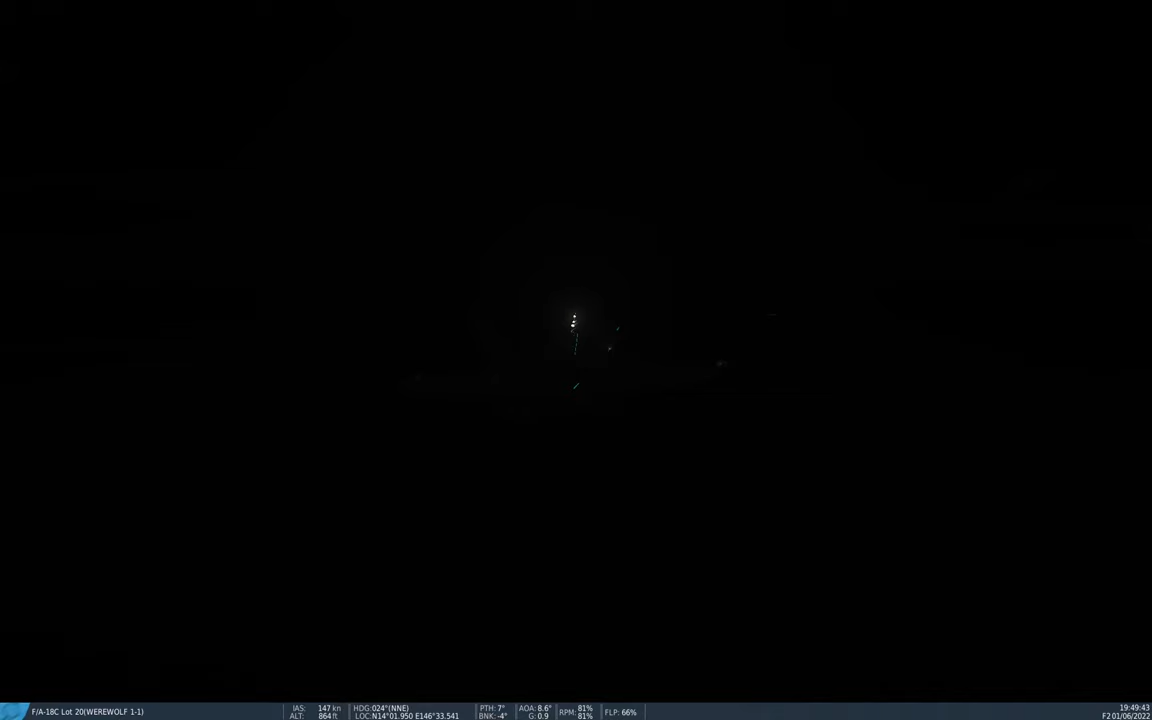 F/A-18C Lot 20(WEREWOLF 1-1)
IAS: 147 kn
ALT: 864 ft
HDG:024°(NNE)
LOC:N14°01.950 E146°33.541
PTH: 7°
BNK:-4°
AOA: 8.6°
G: 0.9
RPM: 81%
81%
FLP: 66%
19:49:43
F2 01/06/2022